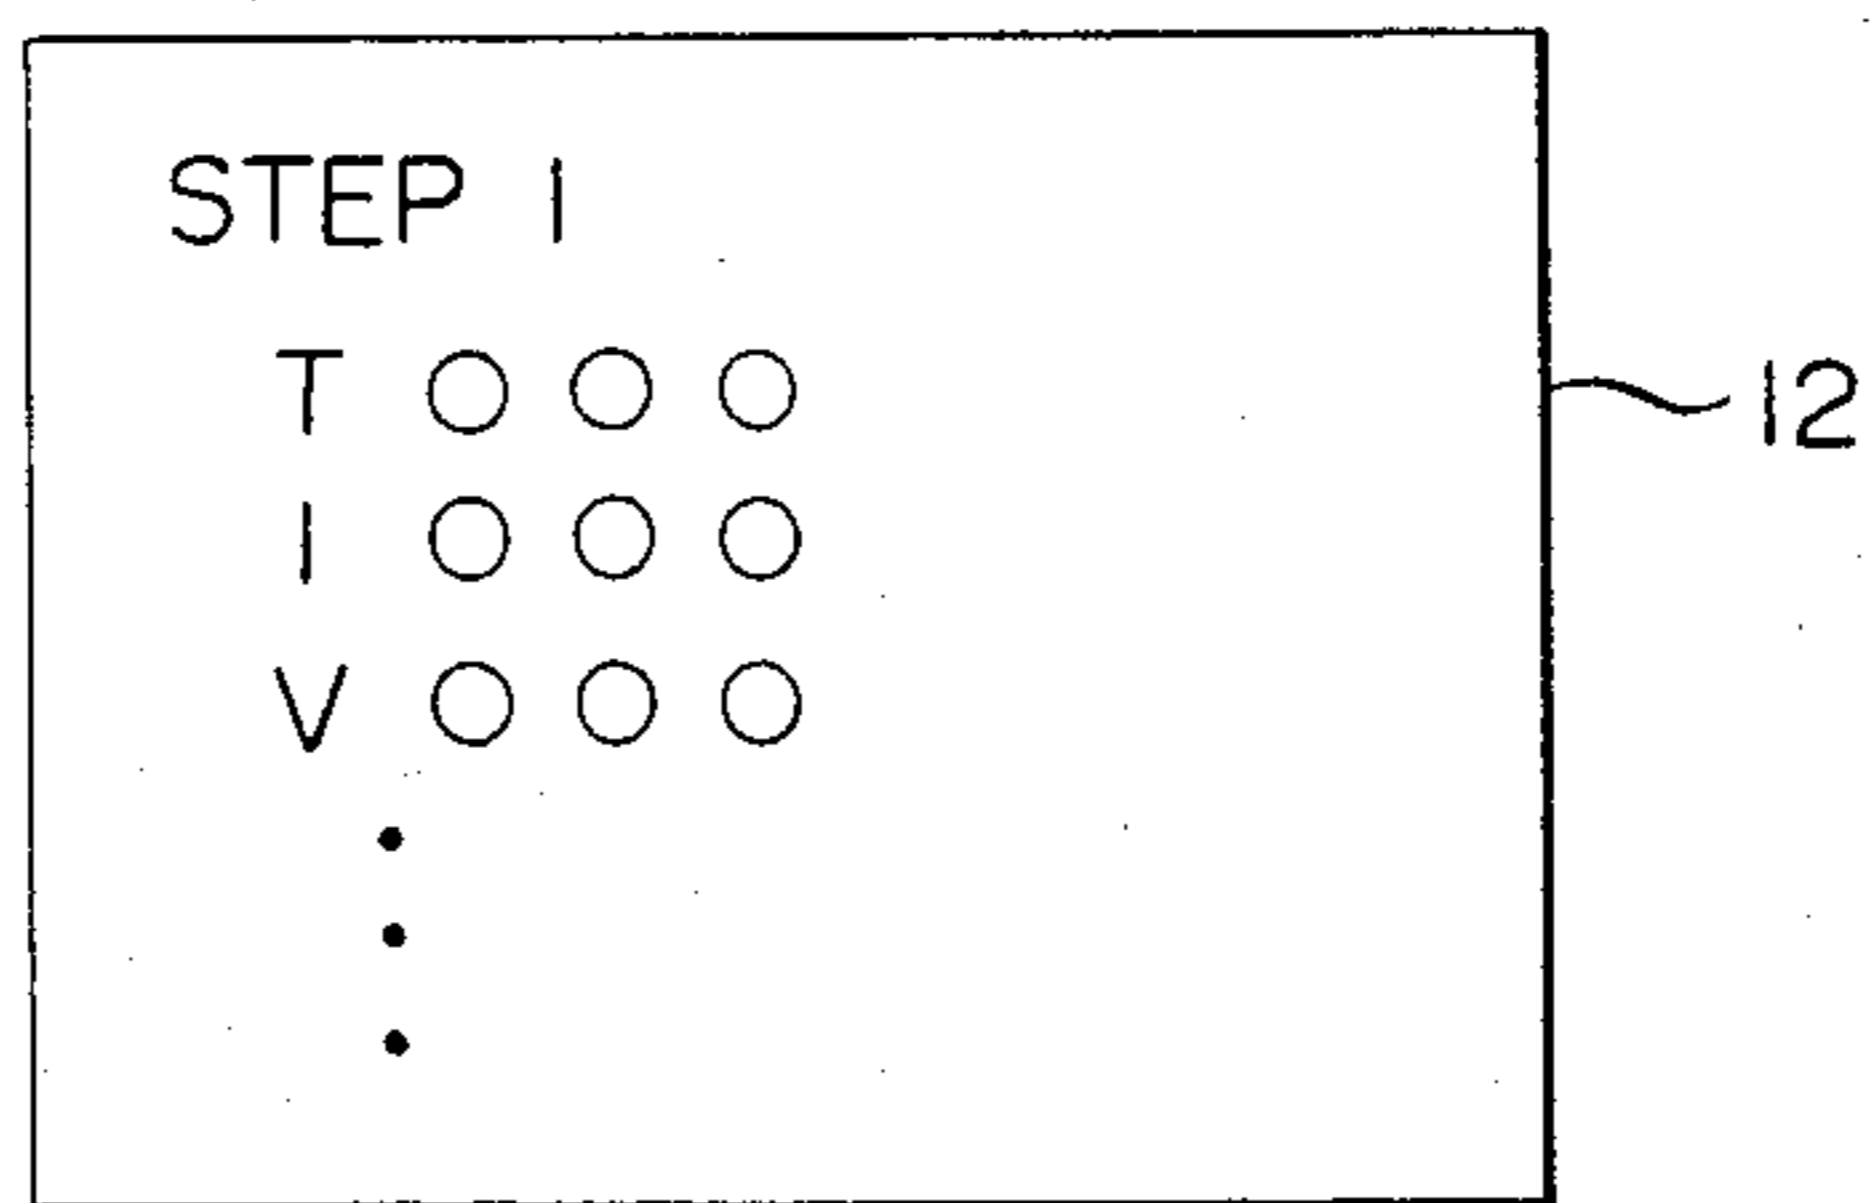 STEP 1
T ○ ○ ○
I ○ ○ ○
V ○ ○ ○
12